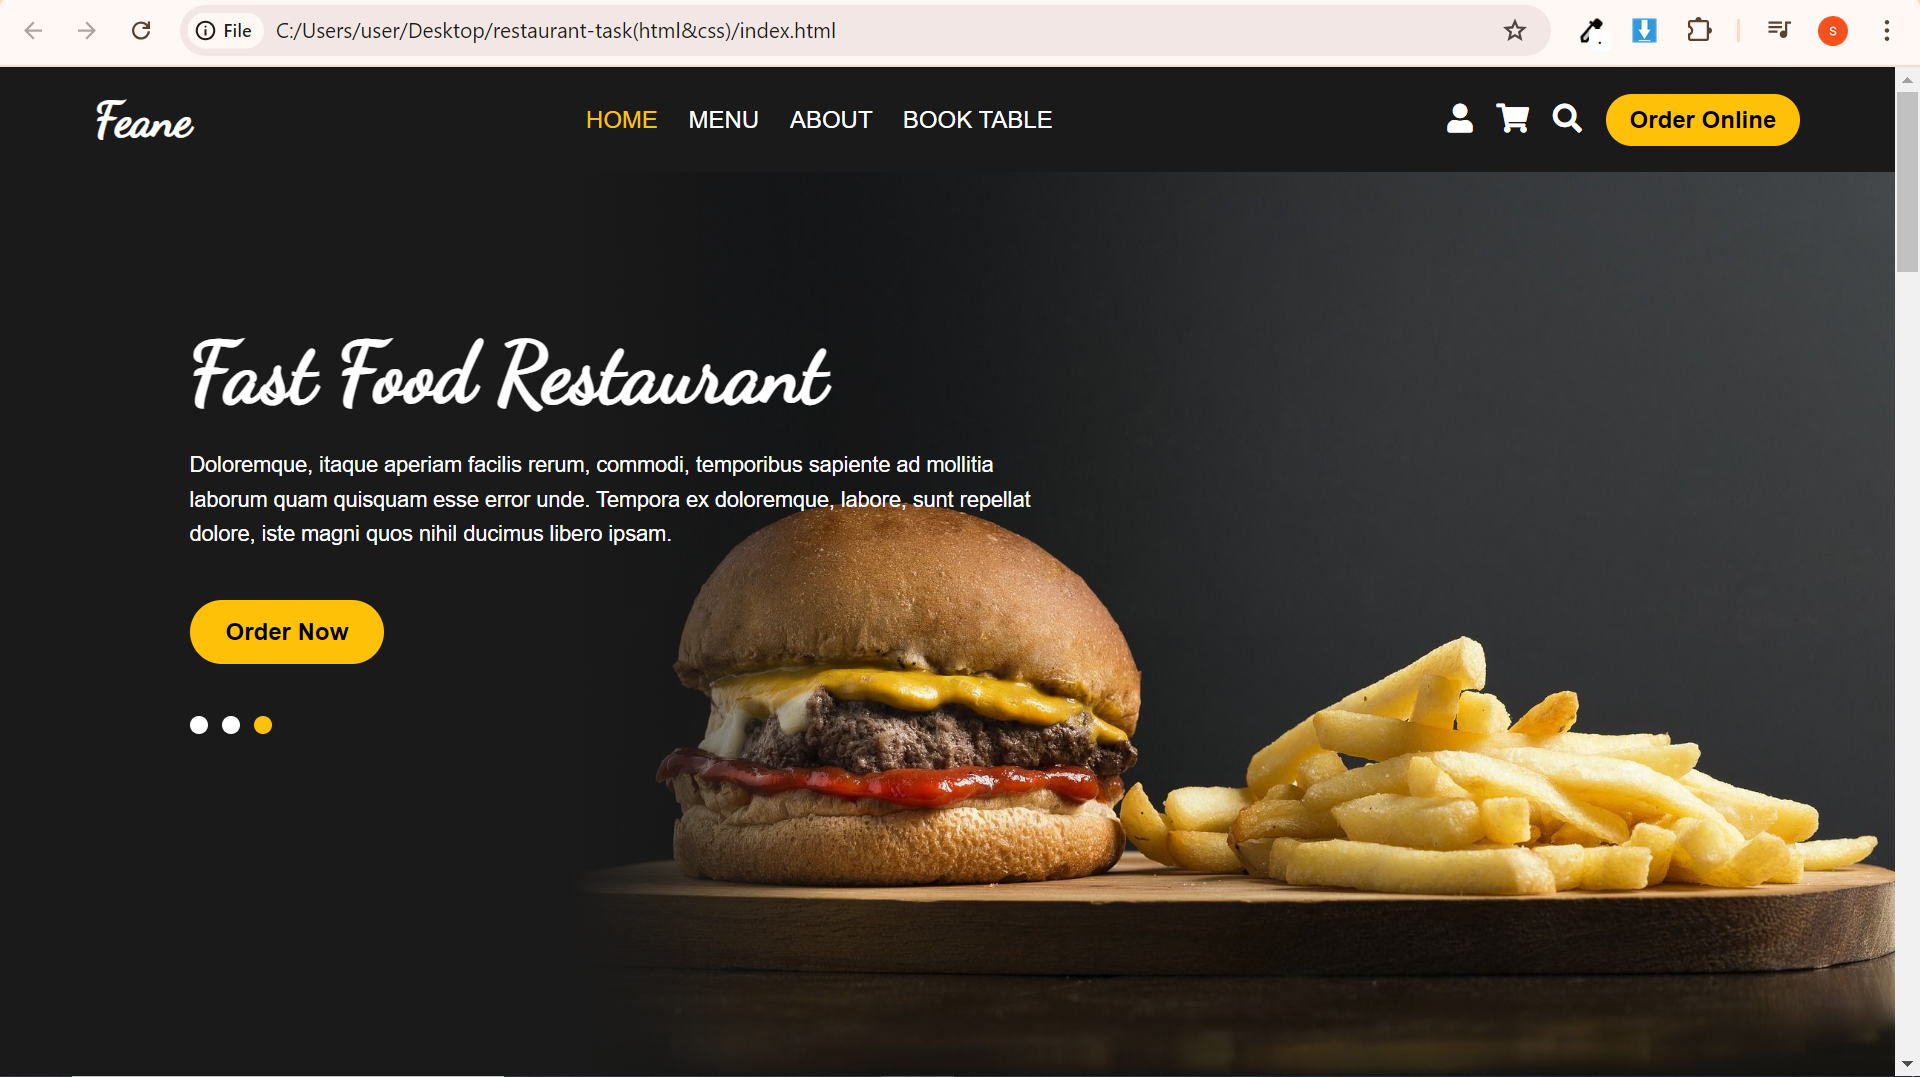 File C:/Users/user/Desktop/restaurant-task(html&css)/index.html
S
Feane
HOME MENU ABOUT BOOK TABLE
Order Online
Fast Food Restaurant
Doloremque, itaque aperiam facilis rerum, commodi, temporibus sapiente ad mollitia
laborum quam quisquam esse error unde. Tempora ex doloremque, labore, sunt repellat
dolore, iste magni quos nihil ducimus libero ipsam.
Order Now